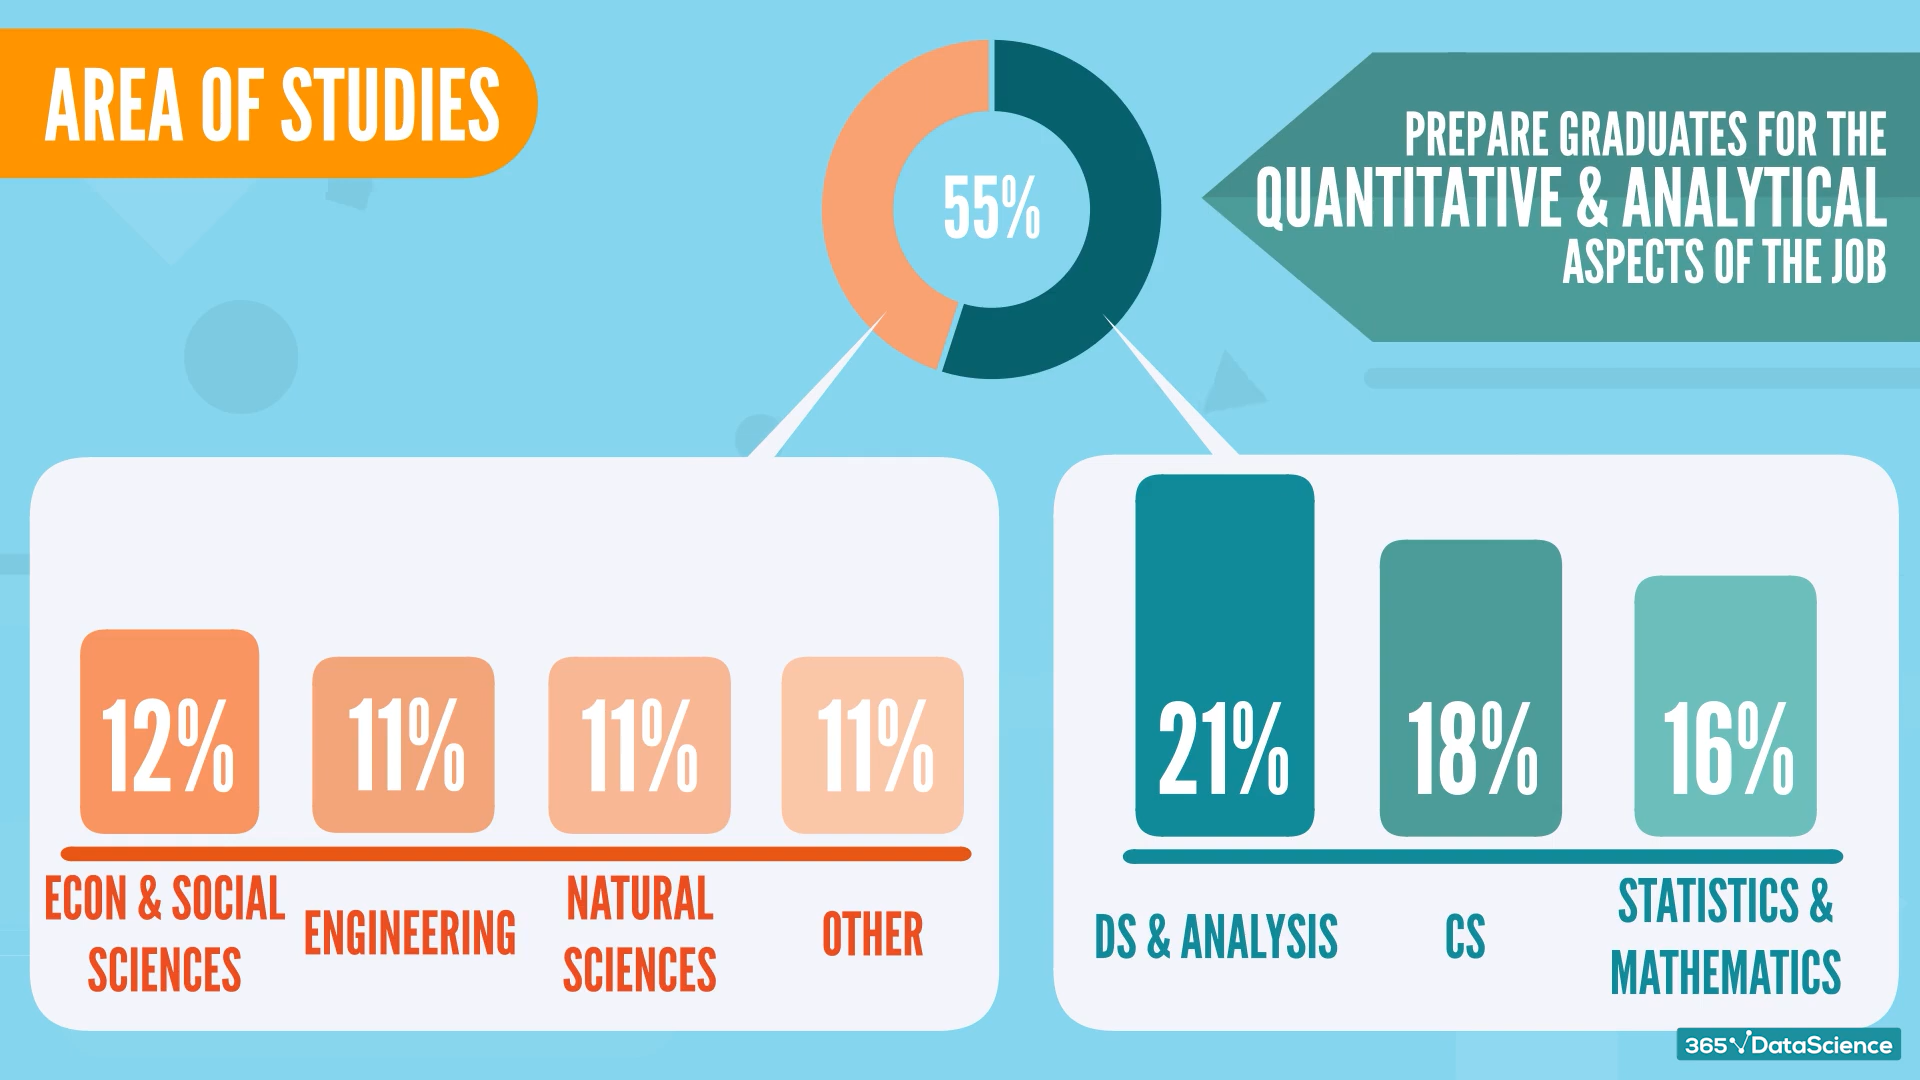 AREA OF STUDIES
55%
PREPARE GRADUATES FOR THE
QUANTITATIVE & ANALYTICAL
ASPECTS OF THE JOB
12%
11%
11%
11%
ECON & SOCIAL
SCIENCES
ENGINEERING
NATURAL
SCIENCES
OTHER
21%
18%
16%
DS & ANALYSIS
CS
STATISTICS &
MATHEMATICS
365 DataScience